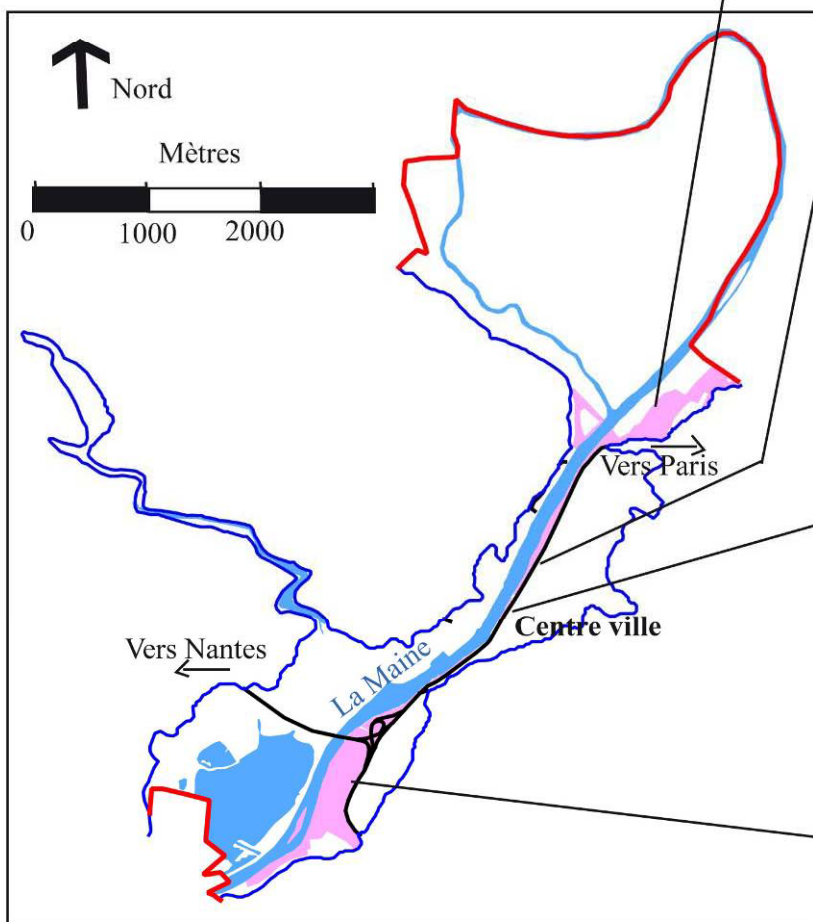 Nord
Mètres
0 1000 2000
Vers Paris
Centre ville
Vers Nantes
La Maine